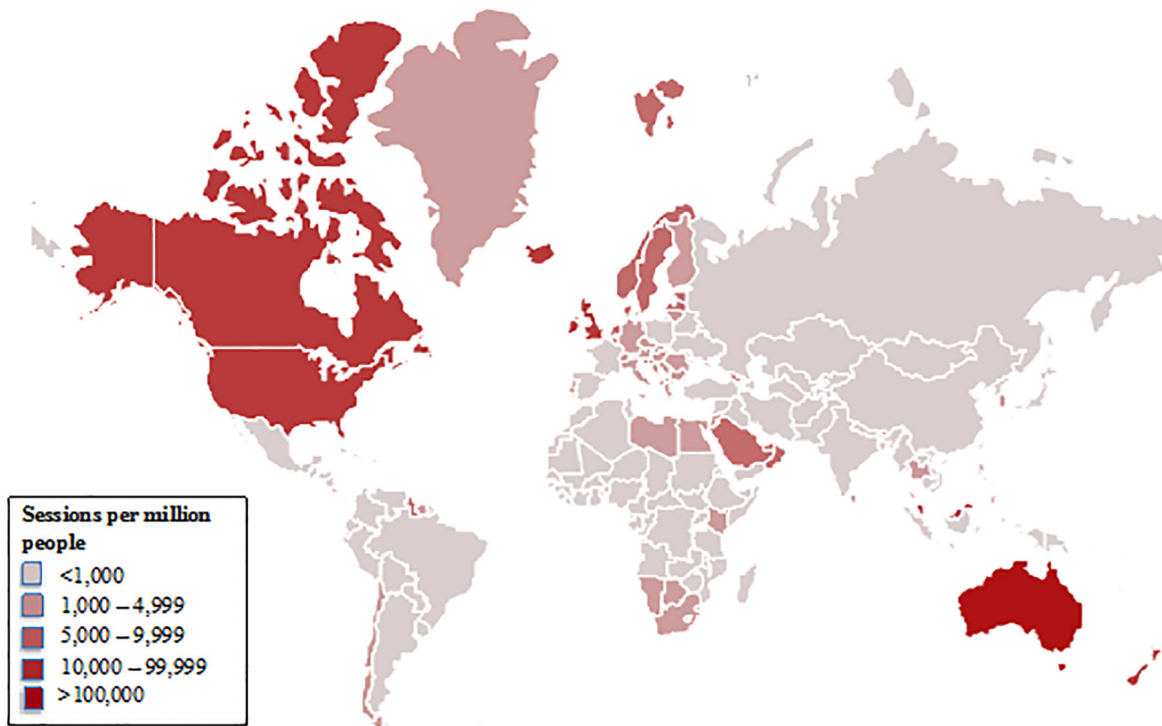 Sessions per million
people
<1,000
1,000 – 4,999
5,000 – 9,999
10,000 – 99,999
>100,000